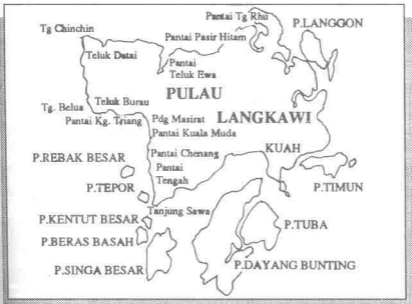 Pantai Tg Rhu
P.LANGGON
Tg Chinchin
Pantai Pasir Hitam
Teluk Datai
Pantai
Teluk Ewa
PULAU
Teluk Burau
Tg. Belua
Pantai Kg. Triang
Pdg Masirat
LANGKAWI
Pantai Kuala Muda
Pantai Chenang
KUAH
P.REBAK BESAR
Pantai
Tengah
P.TEPOR
P.TIMUN
Tanjung Sawa
P.KENTUT BESAR
P.TUBA
P.BERAS BASAH
P.SINGA BESAR
P.DAYANG BUNTING